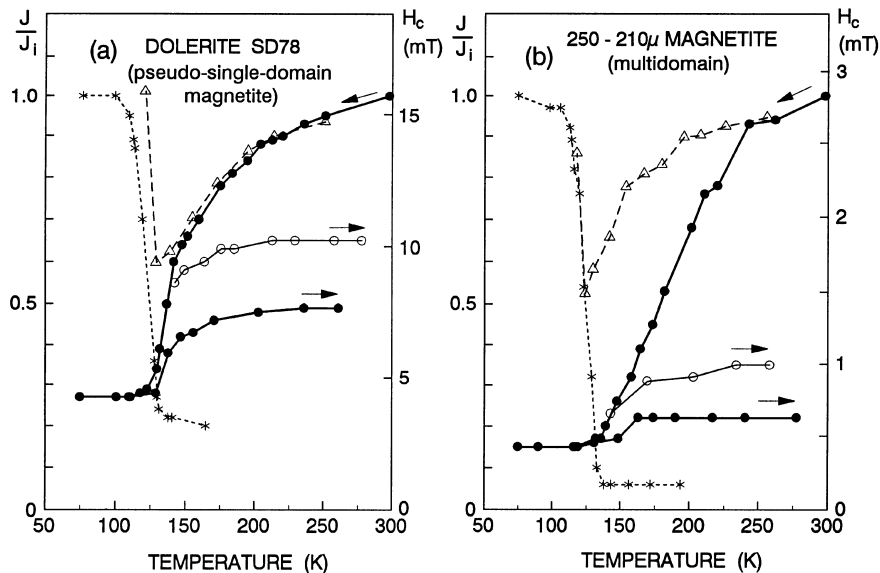 J
J_i
H_c
(mT)
(a)
DOLERITE SD78
(pseudo-single-domain
magnetite)
1.0
0.5
0
15
10
5
0
50
100
150
200
250
300
TEMPERATURE (K)
J
J_i
H_c
(mT)
(b)
250 - 210μ MAGNETITE
(multidomain)
1.0
0.5
0
3
2
1
0
50
100
150
200
250
300
TEMPERATURE (K)